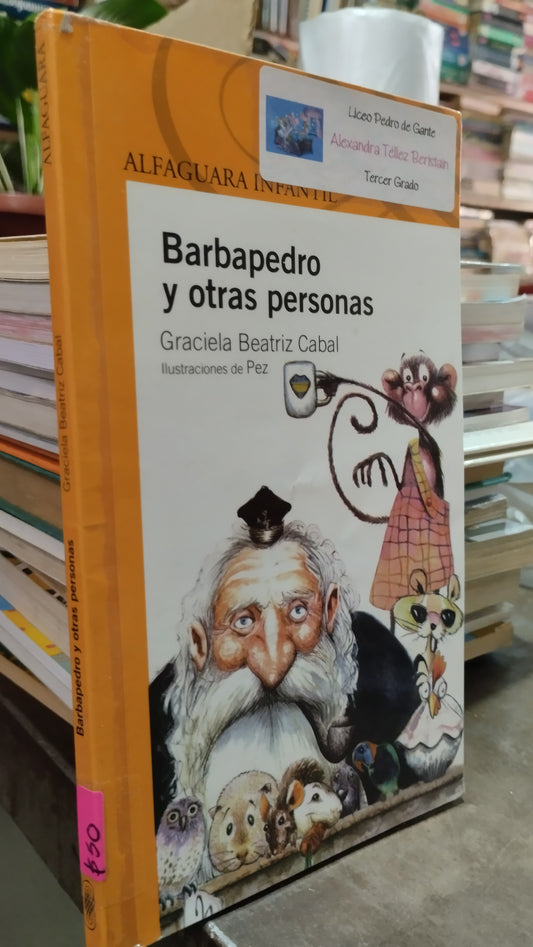 ALFAGUARA
Graciela Beatriz Cabal
Barbapedro y otras personas
$50
Liceo Pedro de Gante
Alexandra Téllez Beristain
Tercer Grado
ALFAGUARA INFANTIL
Barbapedro
y otras personas
Graciela Beatriz Cabal
Ilustraciones de Pez